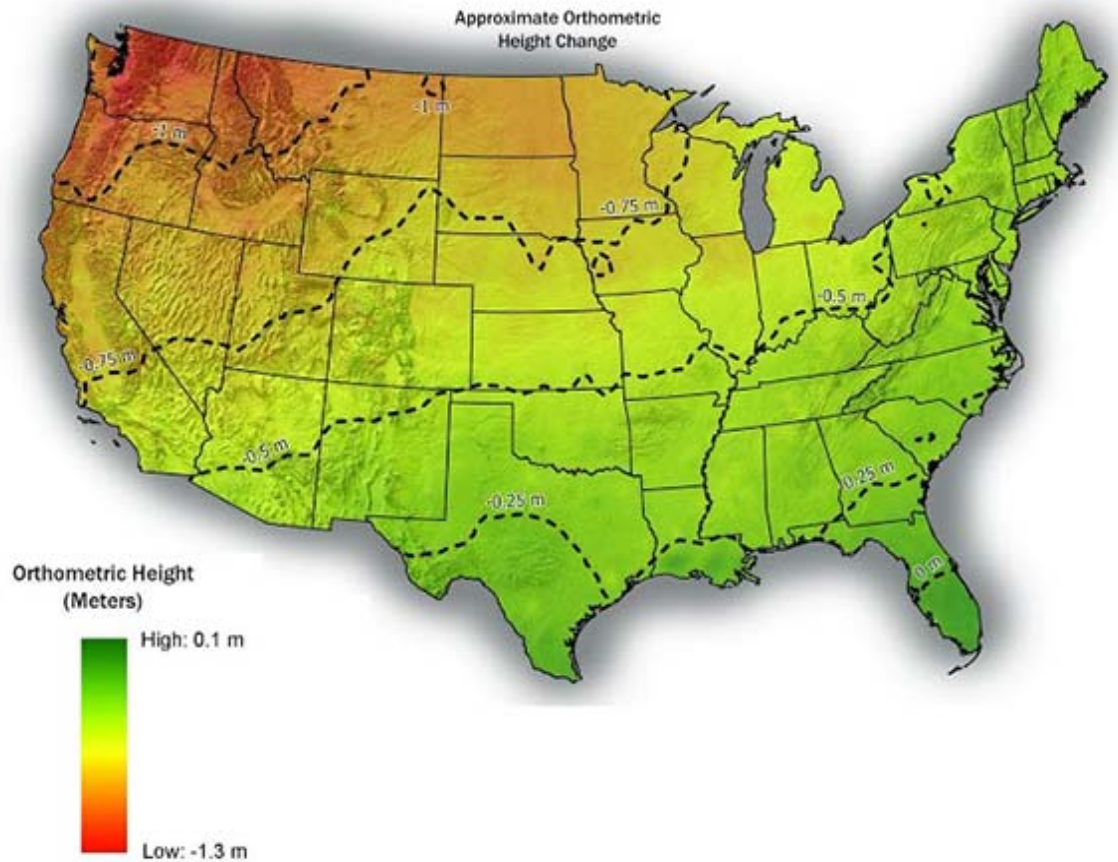 Approximate Orthometric
Height Change
-1 m
-1 m
-0.75 m
-0.75 m
-0.5 m
-0.5 m
-0.25 m
0.25 m
0 m
Orthometric Height
(Meters)
High: 0.1 m
Low: -1.3 m